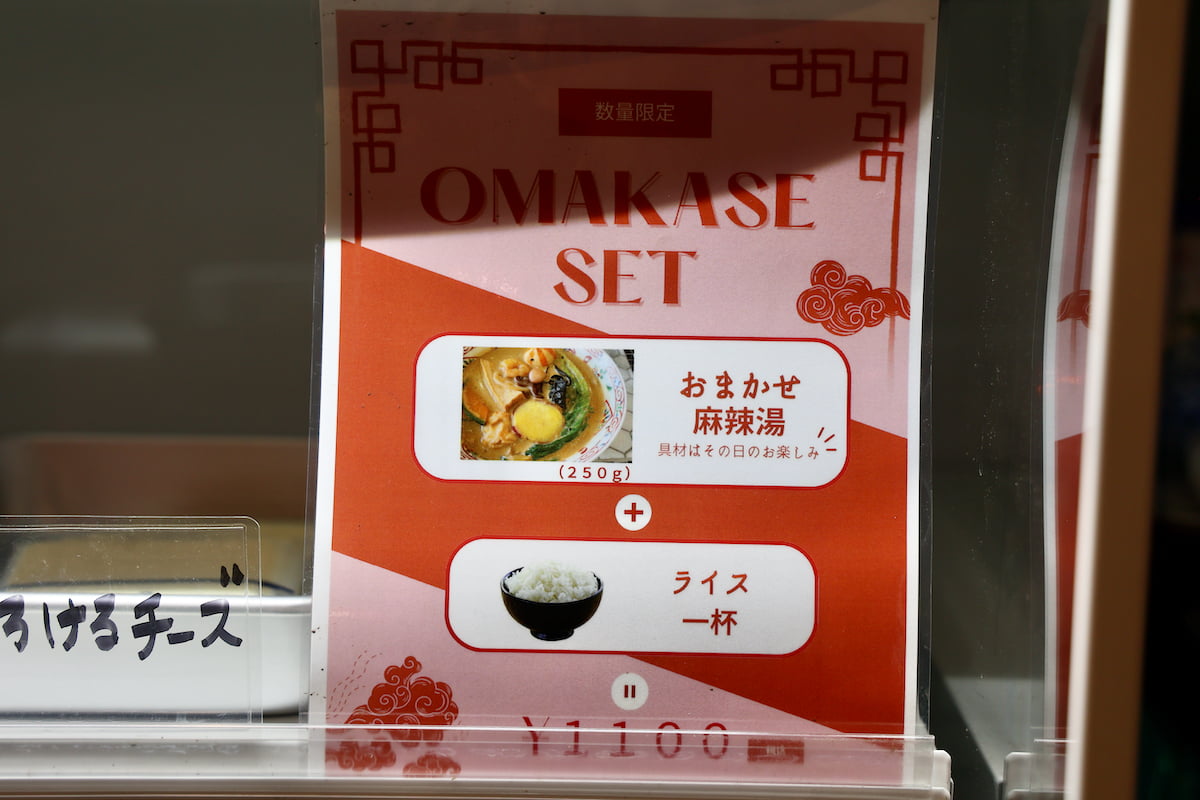 数量限定
OMAKASE
SET
おまかせ
麻辣湯
具材はその日のお楽しみ
(250g)
+
ライス
一杯
=
¥1100
ろけるチーズ